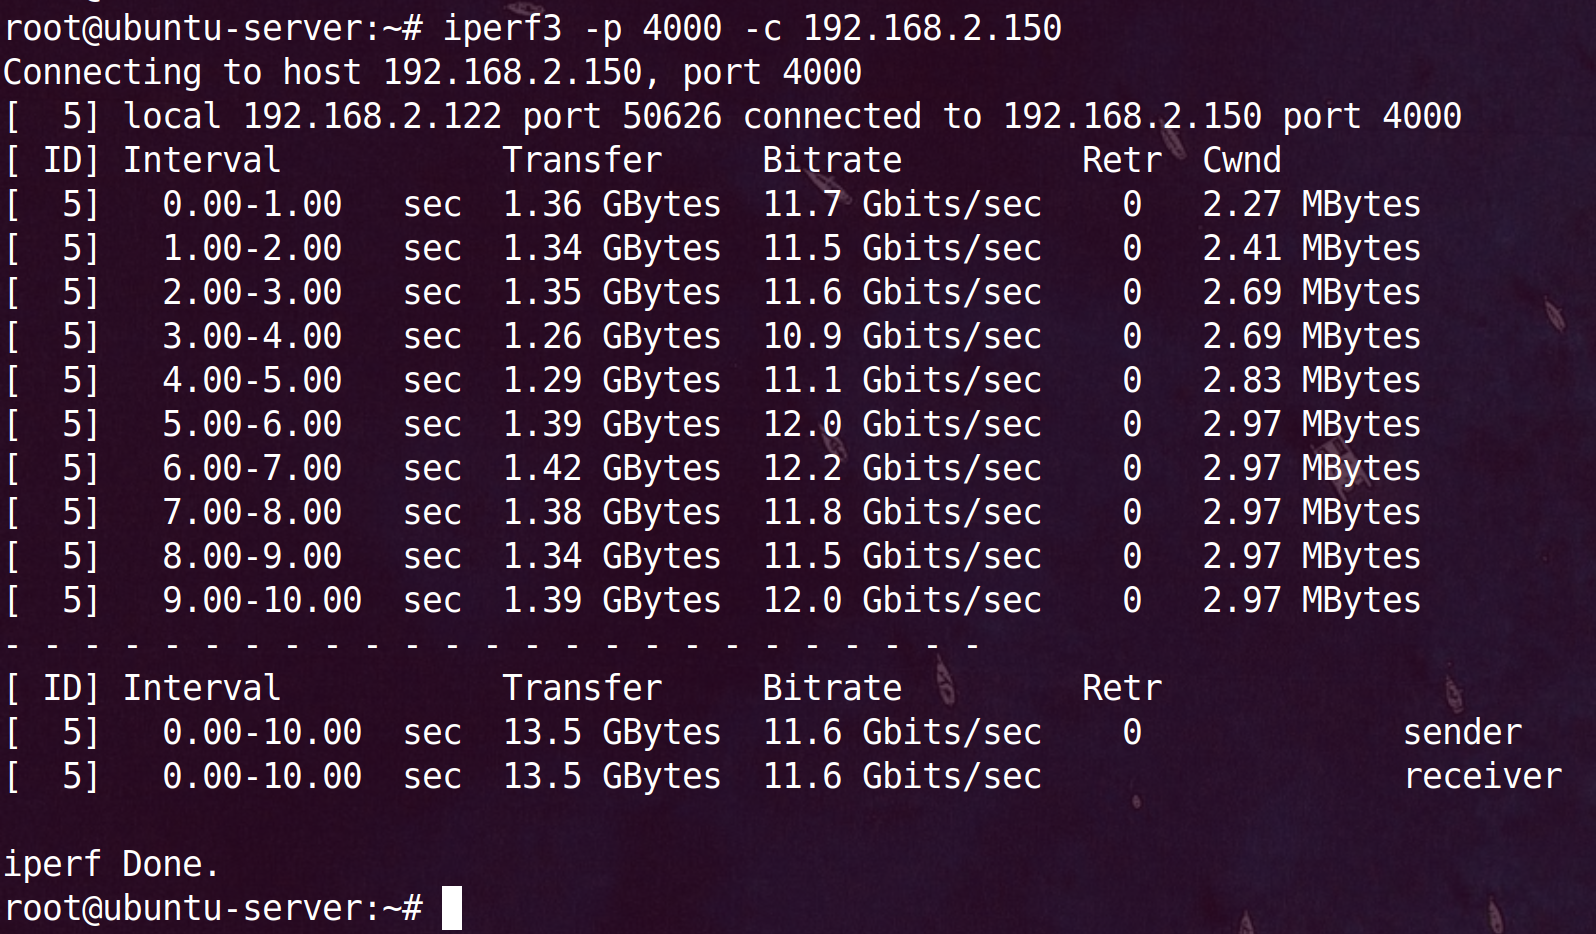 root@ubuntu-server:~# iperf3 -p 4000 -c 192.168.2.150
Connecting to host 192.168.2.150, port 4000
[  5] local 192.168.2.122 port 50626 connected to 192.168.2.150 port 4000
[ ID] Interval           Transfer     Bitrate         Retr  Cwnd
[  5]   0.00-1.00   sec  1.36 GBytes  11.7 Gbits/sec    0   2.27 MBytes
[  5]   1.00-2.00   sec  1.34 GBytes  11.5 Gbits/sec    0   2.41 MBytes
[  5]   2.00-3.00   sec  1.35 GBytes  11.6 Gbits/sec    0   2.69 MBytes
[  5]   3.00-4.00   sec  1.26 GBytes  10.9 Gbits/sec    0   2.69 MBytes
[  5]   4.00-5.00   sec  1.29 GBytes  11.1 Gbits/sec    0   2.83 MBytes
[  5]   5.00-6.00   sec  1.39 GBytes  12.0 Gbits/sec    0   2.97 MBytes
[  5]   6.00-7.00   sec  1.42 GBytes  12.2 Gbits/sec    0   2.97 MBytes
[  5]   7.00-8.00   sec  1.38 GBytes  11.8 Gbits/sec    0   2.97 MBytes
[  5]   8.00-9.00   sec  1.34 GBytes  11.5 Gbits/sec    0   2.97 MBytes
[  5]   9.00-10.00  sec  1.39 GBytes  12.0 Gbits/sec    0   2.97 MBytes
- - - - - - - - - - - - - - - - - - - - - - - - -
[ ID] Interval           Transfer     Bitrate         Retr
[  5]   0.00-10.00  sec  13.5 GBytes  11.6 Gbits/sec    0             sender
[  5]   0.00-10.00  sec  13.5 GBytes  11.6 Gbits/sec                  receiver
iperf Done.
root@ubuntu-server:~#